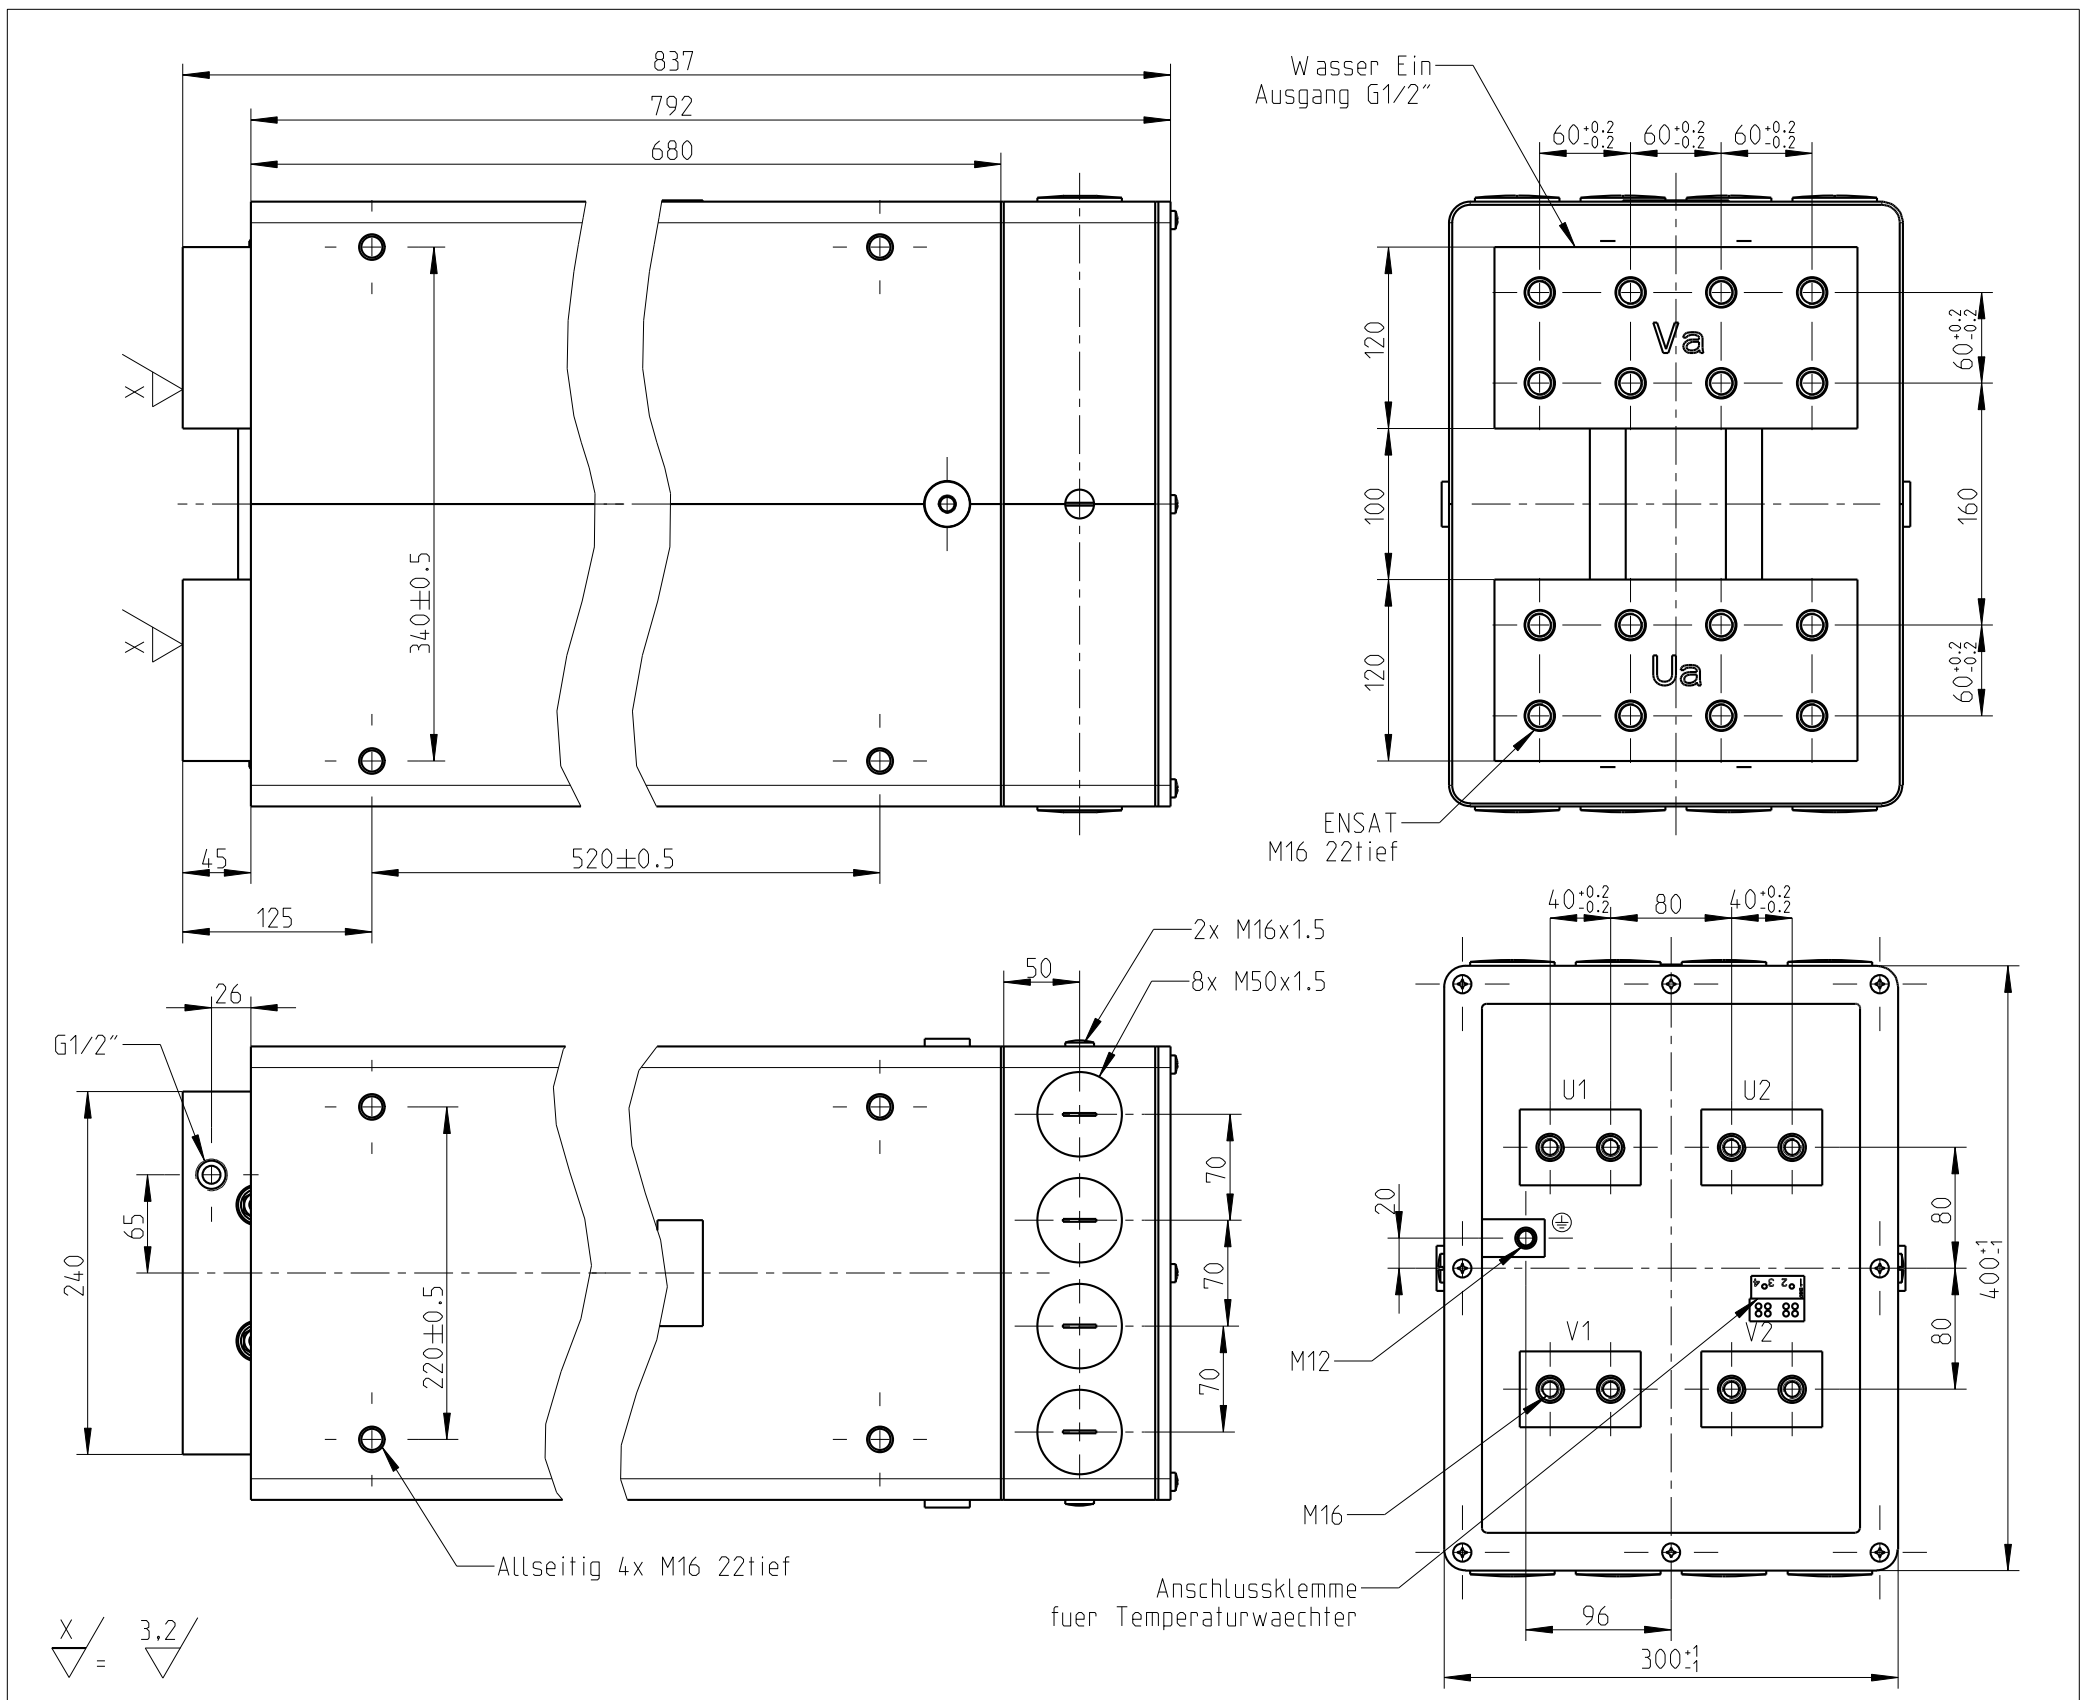 837
792
680
Wasser Ein
Ausgang G1/2"
60+0.2-0.2 60+0.2-0.2 60+0.2-0.2
X
X
340±0.5
120
100
120
Va
Ua
60+0.2-0.2
160
60+0.2-0.2
ENSAT
M16 22tief
45
520±0.5
125
2x M16x1.5
8x M50x1.5
50
26
G1/2"
65
240
220±0.5
70
70
70
Allseitig 4x M16 22tief
X = 3,2
40+0.2-0.2 80 40+0.2-0.2
U1 U2
20
80
80
400+1-1
4 3 2 1
V1 V2
M12
M16
Anschlussklemme
fuer Temperaturwaechter
96
300+1-1